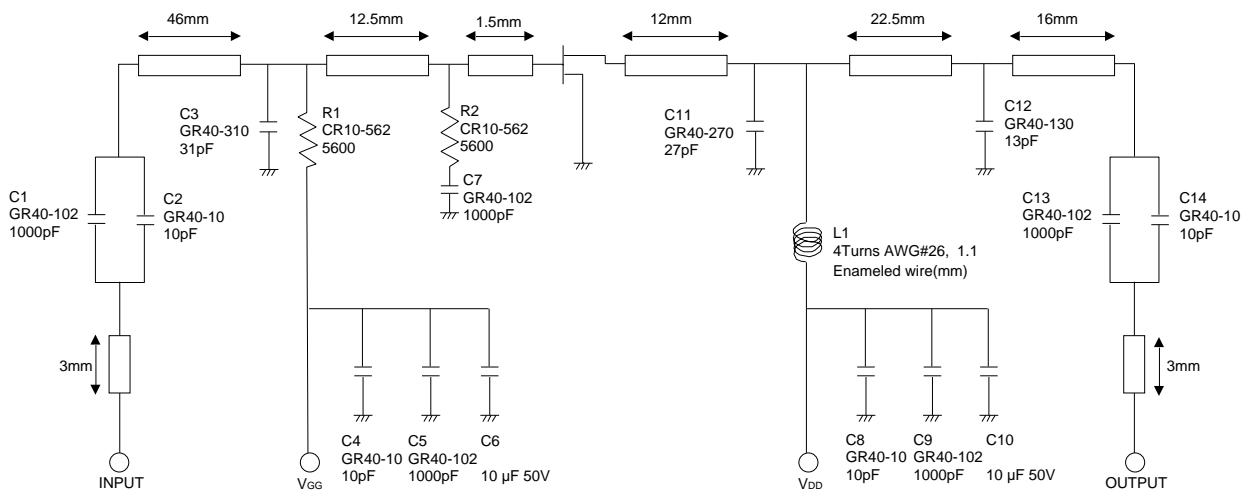 46mm
12.5mm
1.5mm
12mm
22.5mm
16mm
C3
GR40-310
31pF
R1
CR10-562
5600
R2
CR10-562
5600
C7
GR40-102
1000pF
C11
GR40-270
27pF
C12
GR40-130
13pF
C1
GR40-102
1000pF
C2
GR40-10
10pF
L1
4Turns AWG#26, 1.1
Enameled wire(mm)
C13
GR40-102
1000pF
C14
GR40-10
10pF
3mm
3mm
C4
GR40-10
10pF
C5
GR40-102
1000pF
C6
10 µF 50V
C8
GR40-10
10pF
C9
GR40-102
1000pF
C10
10 µF 50V
INPUT
VGG
VDD
OUTPUT